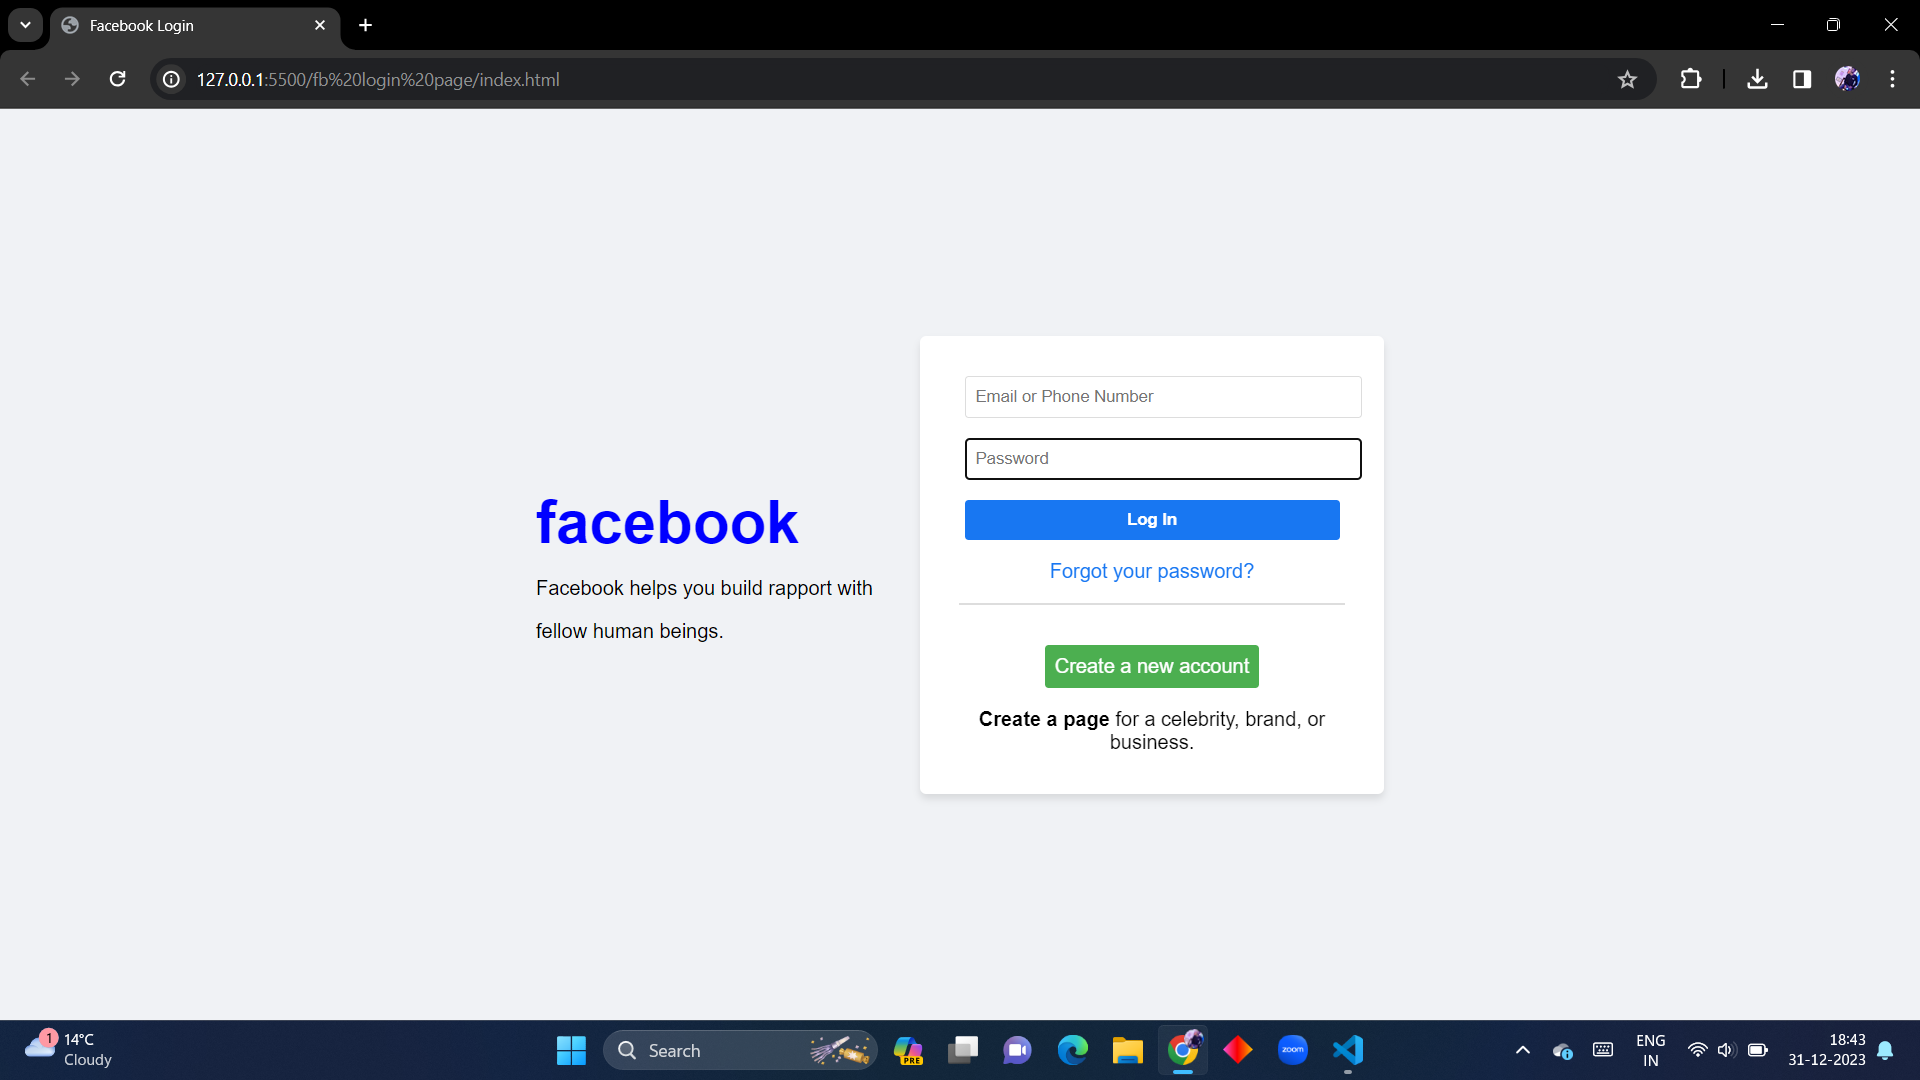 Facebook Login
127.0.0.1:5500/fb%20login%20page/index.html
Email or Phone Number
Password
Log In
Forgot your password?
facebook
Facebook helps you build rapport with
fellow human beings.
Create a new account
Create a page for a celebrity, brand, or
business.
1
14°C
Cloudy
Search
PRE
zoom
ENG
IN
18:43
31-12-2023